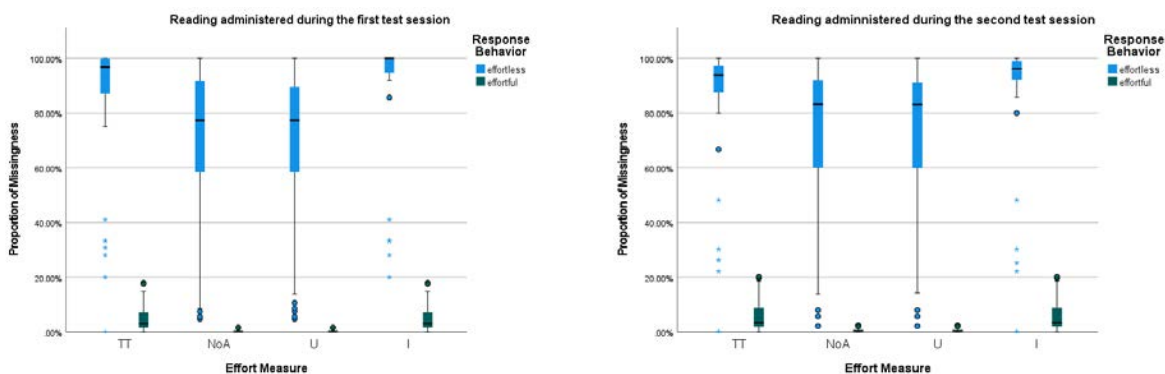 Reading administered during the first test session
Response
Behavior
effortless
effortful
100.00%
80.00%
60.00%
40.00%
20.00%
.00%
Proportion of Missingness
TT
NoA
U
I
Effort Measure
Reading adminnistered during the second test session
Response
Behavior
effortless
effortful
100.00%
80.00%
60.00%
40.00%
20.00%
.00%
Proportion of Missingness
TT
NoA
U
I
Effort Measure